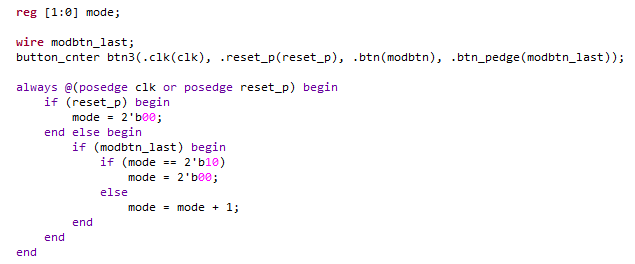 reg [1:0] mode;

wire modbtn_last;
button_cnter btn3(.clk(clk), .reset_p(reset_p), .btn(modbtn), .btn_pedge(modbtn_last));

always @(posedge clk or posedge reset_p) begin
    if (reset_p) begin
        mode = 2'b00;
    end else begin
        if (modbtn_last) begin
            if (mode == 2'b10)
                mode = 2'b00;
            else
                mode = mode + 1;
        end
    end
end